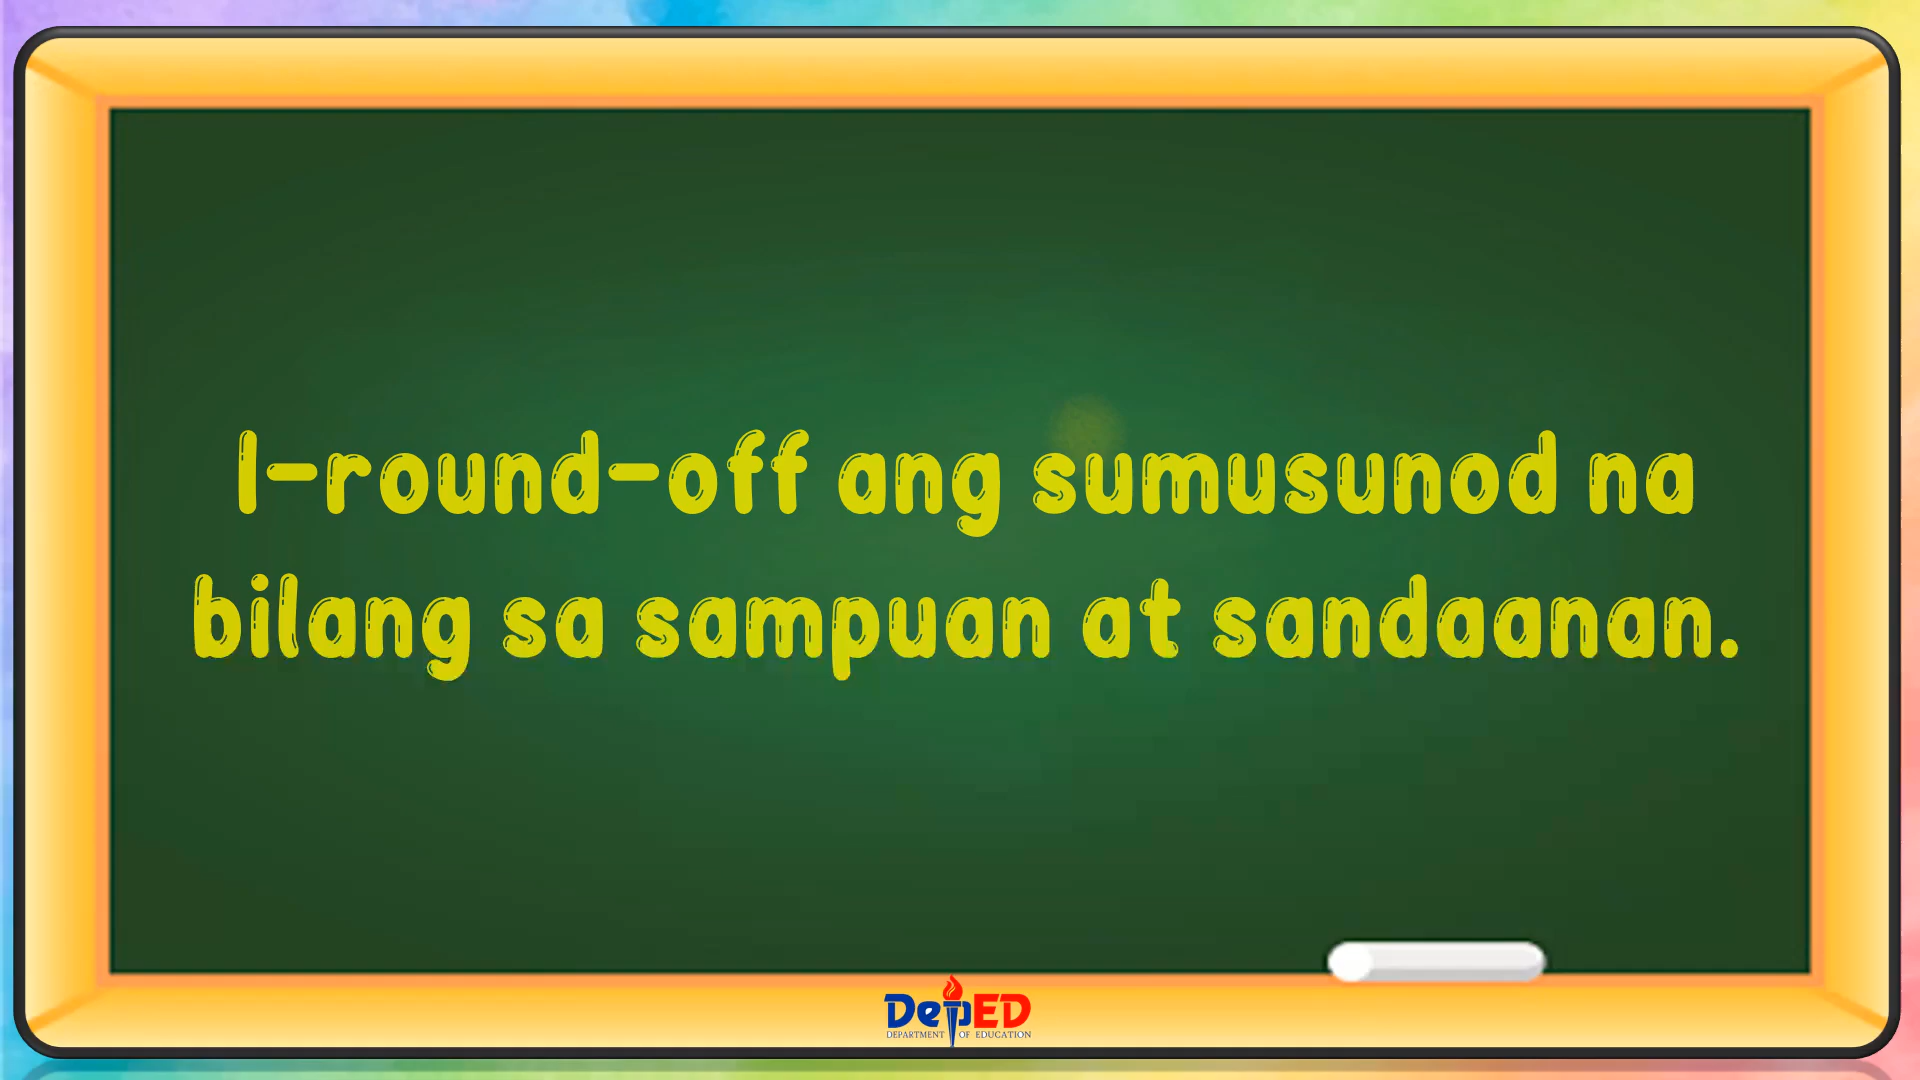 I-round-off ang sumusunod na
bilang sa sampuan at sandaanan.
DepED
DEPARTMENT OF EDUCATION